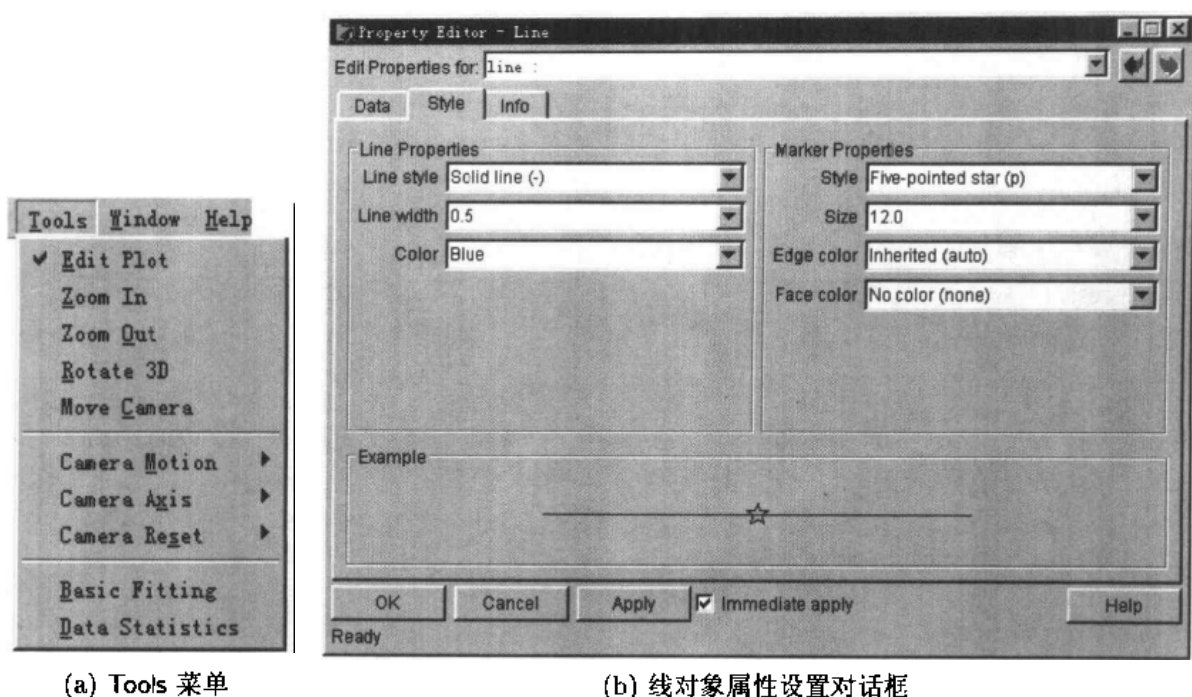 Tools Window Help
Edit Plot
Zoom In
Zoom Out
Rotate 3D
Move Camera
Camera Motion
Camera Axis
Camera Reset
Basic Fitting
Data Statistics
(a) Tools 菜单
Property Editor - Line
Edit Properties for: line :
Data Style Info
Line Properties
Line style Solid line (-)
Line width 0.5
Color Blue
Marker Properties
Style Five-pointed star (p)
Size 12.0
Edge color Inherited (auto)
Face color No color (none)
Example
OK Cancel Apply Immediate apply Help
Ready
(b) 线对象属性设置对话框